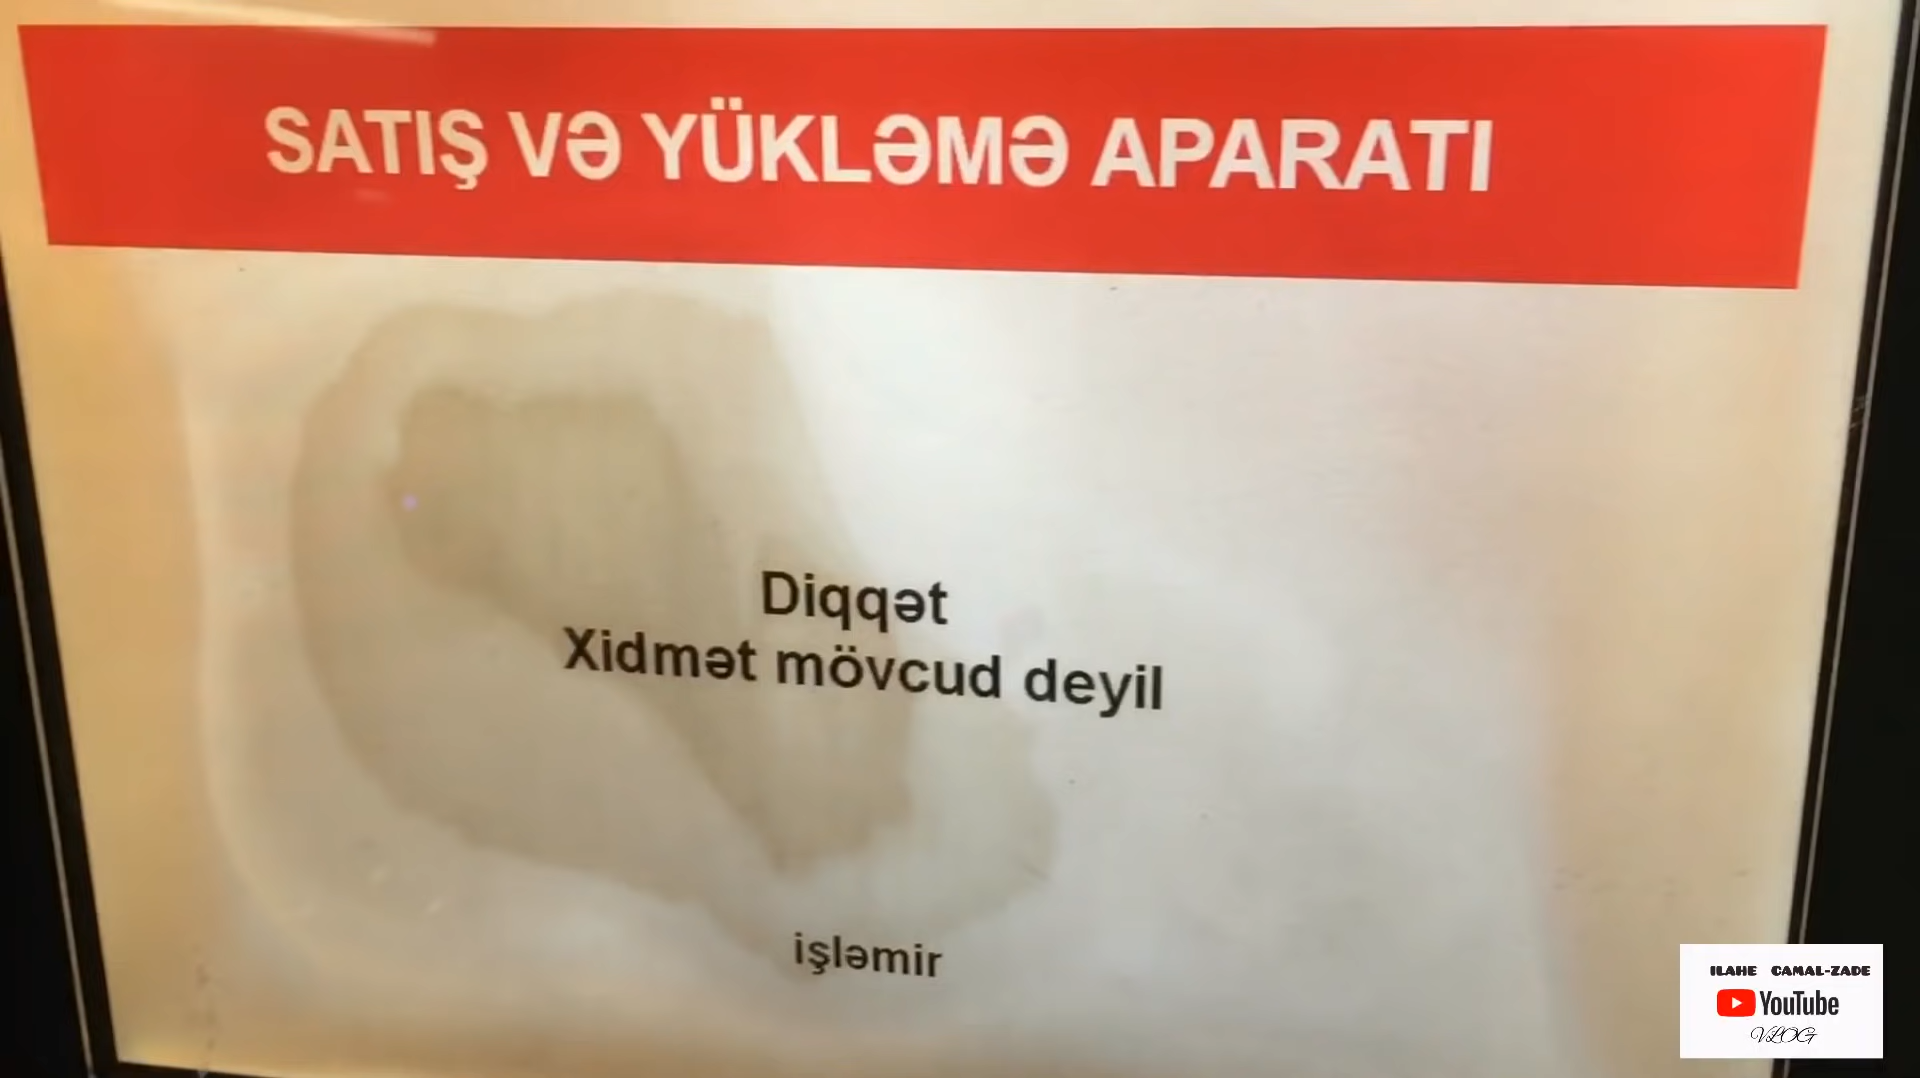 SATIŞ VƏ YÜKLƏMƏ APARATI
Diqqət
Xidmət mövcud deyil
işləmir
ILAHE CAMAL-ZADE
YouTube
VLOG